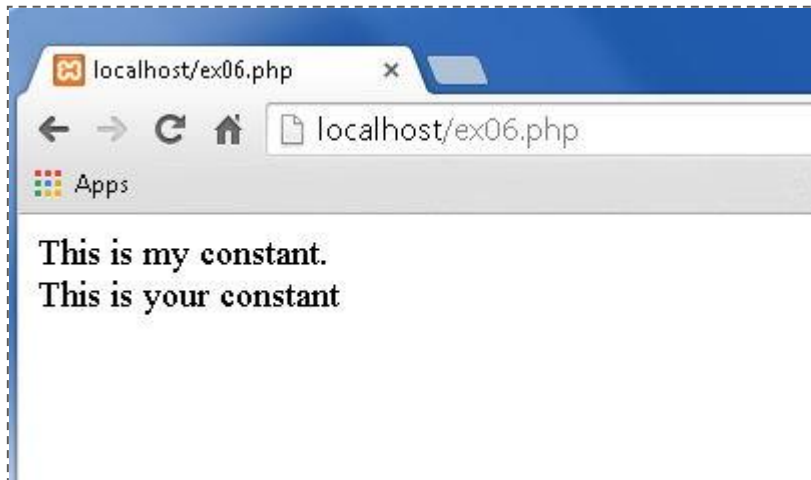 localhost/ex06.php
localhost/ex06.php
Apps
This is my constant.
This is your constant